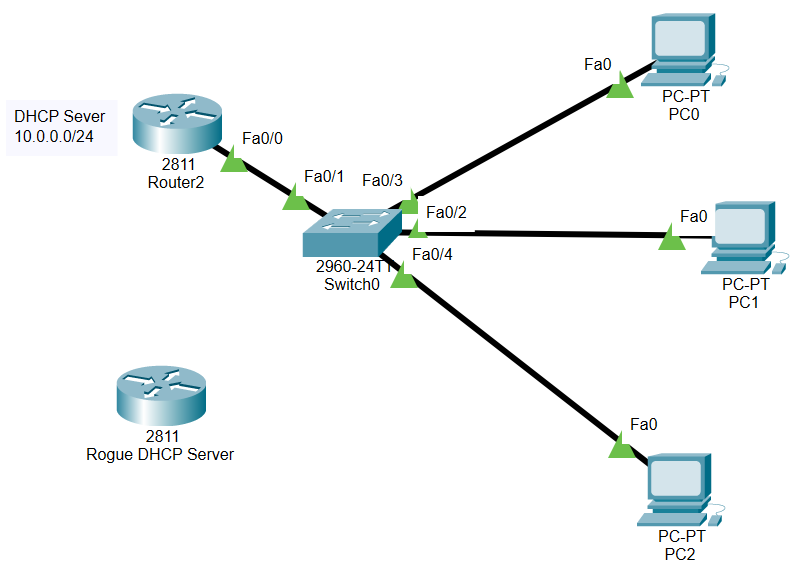 Fa0
PC-PT
PC0
DHCP Sever
10.0.0.0/24
Fa0/0
2811
Router2
Fa0/1
Fa0/3
Fa0/2
Fa0/4
2960-24TT
Switch0
Fa0
PC-PT
PC1
2811
Rogue DHCP Server
Fa0
PC-PT
PC2